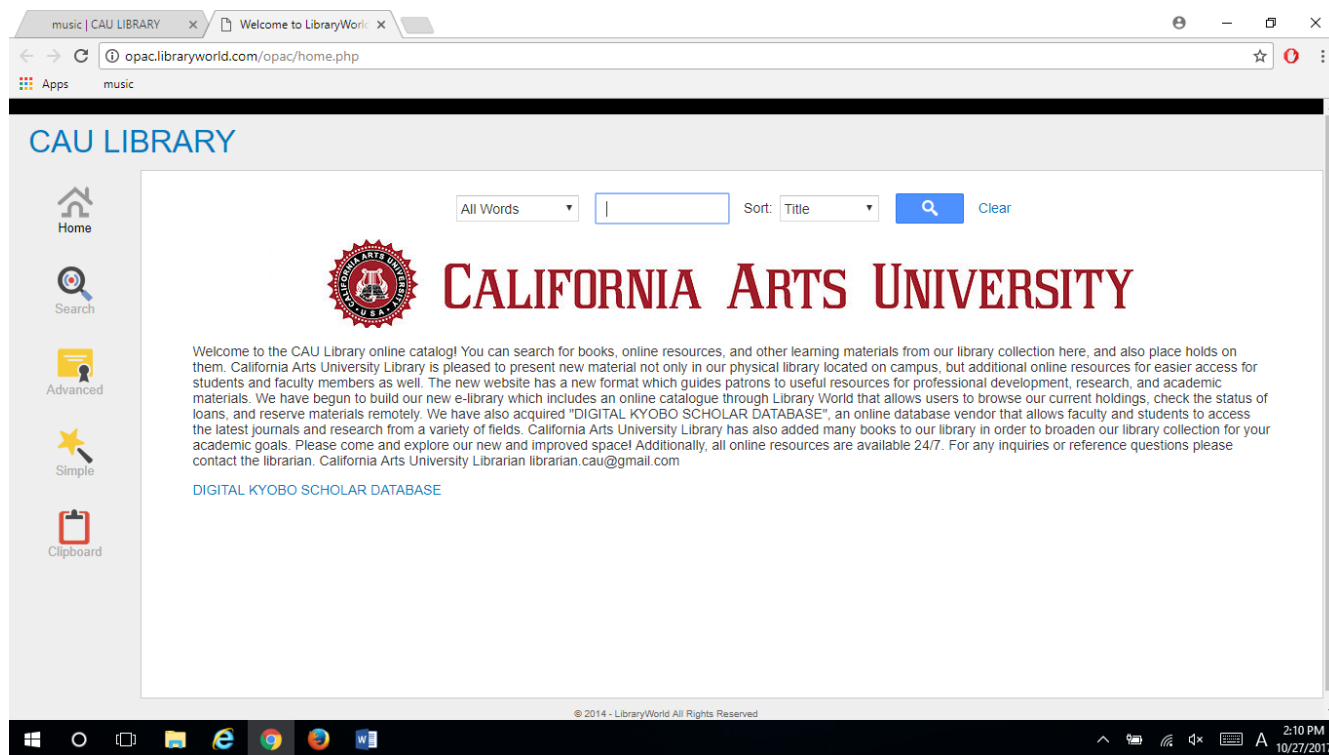 music | CAU LIBRARY
Welcome to LibraryWorld
opac.libraryworld.com/opac/home.php
Apps music
CAU LIBRARY
All Words Sort: Title Clear
Home
CALIFORNIA ARTS UNIVERSITY
CALIFORNIA ARTS UNIVERSITY
U S A
Search
Welcome to the CAU Library online catalog! You can search for books, online resources, and other learning materials from our library collection here, and also place holds on
them. California Arts University Library is pleased to present new material not only in our physical library located on campus, but additional online resources for easier access for
students and faculty members as well. The new website has a new format which guides patrons to useful resources for professional development, research, and academic
materials. We have begun to build our new e-library which includes an online catalogue through Library World that allows users to browse our current holdings, check the status of
loans, and reserve materials remotely. We have also acquired "DIGITAL KYOBO SCHOLAR DATABASE", an online database vendor that allows faculty and students to access
the latest journals and research from a variety of fields. California Arts University Library has also added many books to our library in order to broaden our library collection for your
academic goals. Please come and explore our new and improved space! Additionally, all online resources are available 24/7. For any inquiries or reference questions please
contact the librarian. California Arts University Librarian librarian.cau@gmail.com
Advanced
Simple
DIGITAL KYOBO SCHOLAR DATABASE
Clipboard
© 2014 - LibraryWorld All Rights Reserved
A
2:10 PM
10/27/201